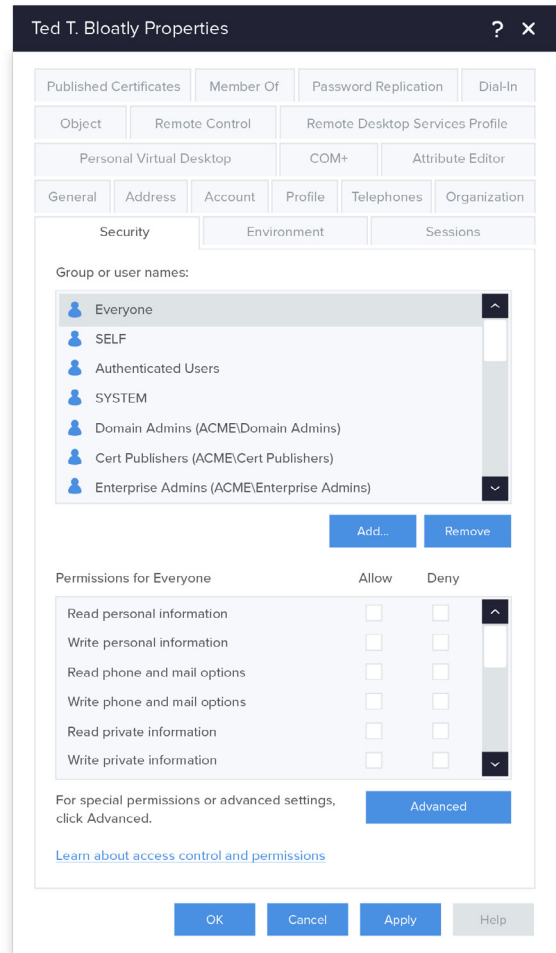 Ted T. Bloatly Properties ? ×
Published Certificates Member Of Password Replication Dial-In
Object Remote Control Remote Desktop Services Profile
Personal Virtual Desktop COM+ Attribute Editor
General Address Account Profile Telephones Organization
Security Environment Sessions
Group or user names:
Everyone
SELF
Authenticated Users
SYSTEM
Domain Admins (ACME\Domain Admins)
Cert Publishers (ACME\Cert Publishers)
Enterprise Admins (ACME\Enterprise Admins)
Add... Remove
Permissions for Everyone Allow Deny
Read personal information
Write personal information
Read phone and mail options
Write phone and mail options
Read private information
Write private information
For special permissions or advanced settings,
click Advanced.
Advanced
Learn about access control and permissions
OK Cancel Apply Help